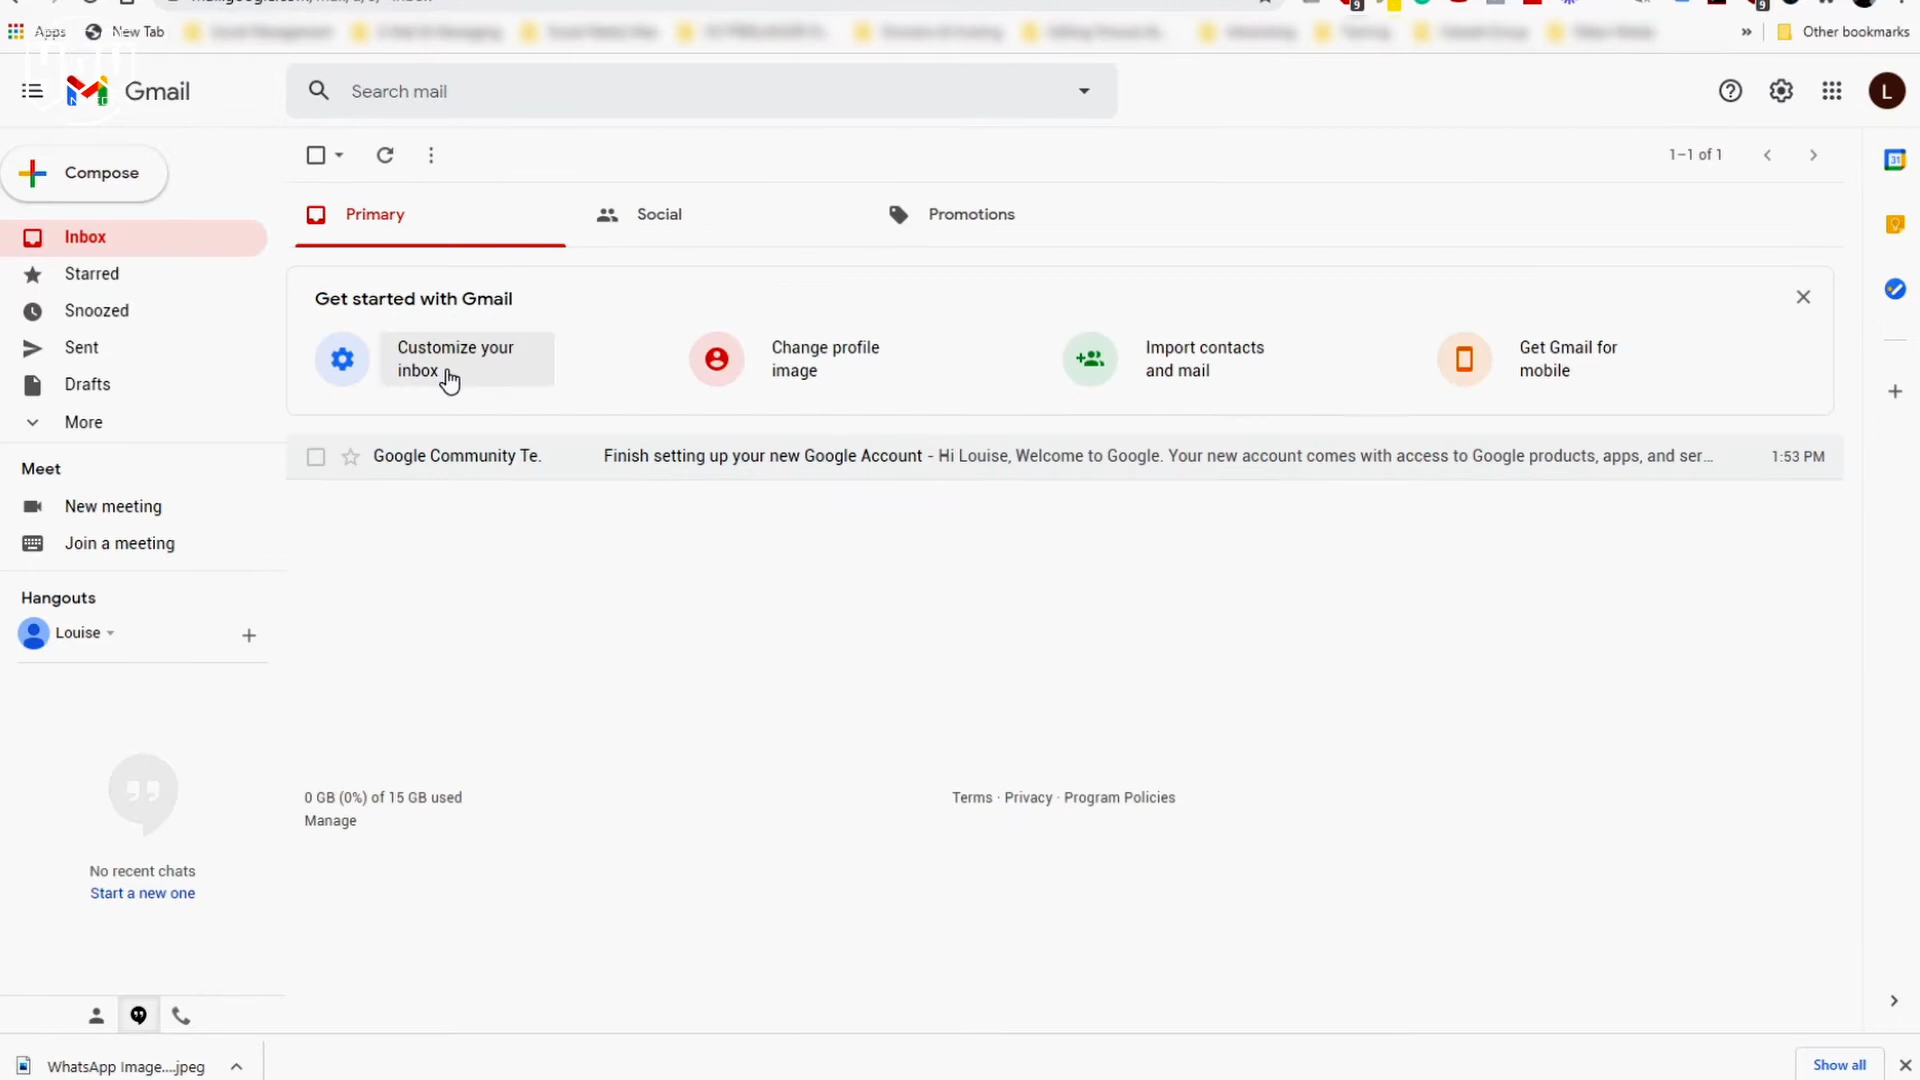 Apps
New Tab
Other bookmarks
Gmail
Search mail
L
Compose
1–1 of 1
31
Primary
Social
Promotions
Inbox
Starred
Snoozed
Sent
Drafts
More
Get started with Gmail
Customize your
inbox
Change profile
image
Import contacts
and mail
Get Gmail for
mobile
Google Community Te.
Finish setting up your new Google Account - Hi Louise, Welcome to Google. Your new account comes with access to Google products, apps, and ser...
1:53 PM
Meet
New meeting
Join a meeting
Hangouts
Louise
0 GB (0%) of 15 GB used
Manage
Terms · Privacy · Program Policies
No recent chats
Start a new one
WhatsApp Image....jpeg
Show all